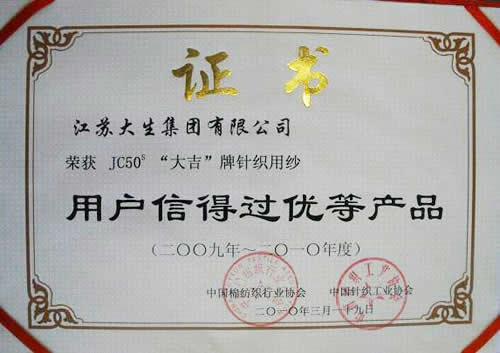 证书
江苏大生集团有限公司
荣获 JC50ˢ “大吉”牌针织用纱
用户信得过优等产品
(二〇〇九年～二〇一〇年度)
中国棉纺织行业协会 中国针织工业协会
二〇一〇年三月一十九日